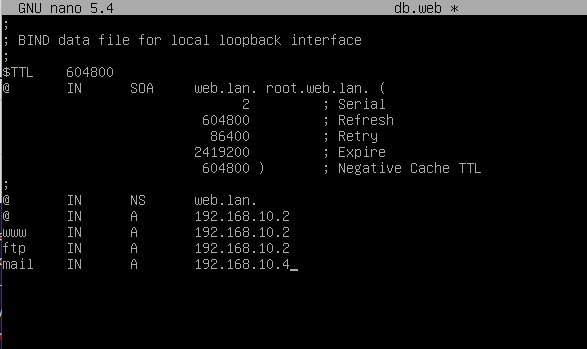 GNU nano 5.4 db.web *
;
; BIND data file for local loopback interface
;
$TTL 604800
@ IN SOA web.lan. root.web.lan. (
2 ; Serial
604800 ; Refresh
86400 ; Retry
2419200 ; Expire
604800 ) ; Negative Cache TTL
;
@ IN NS web.lan.
@ IN A 192.168.10.2
www IN A 192.168.10.2
ftp IN A 192.168.10.2
mail IN A 192.168.10.4